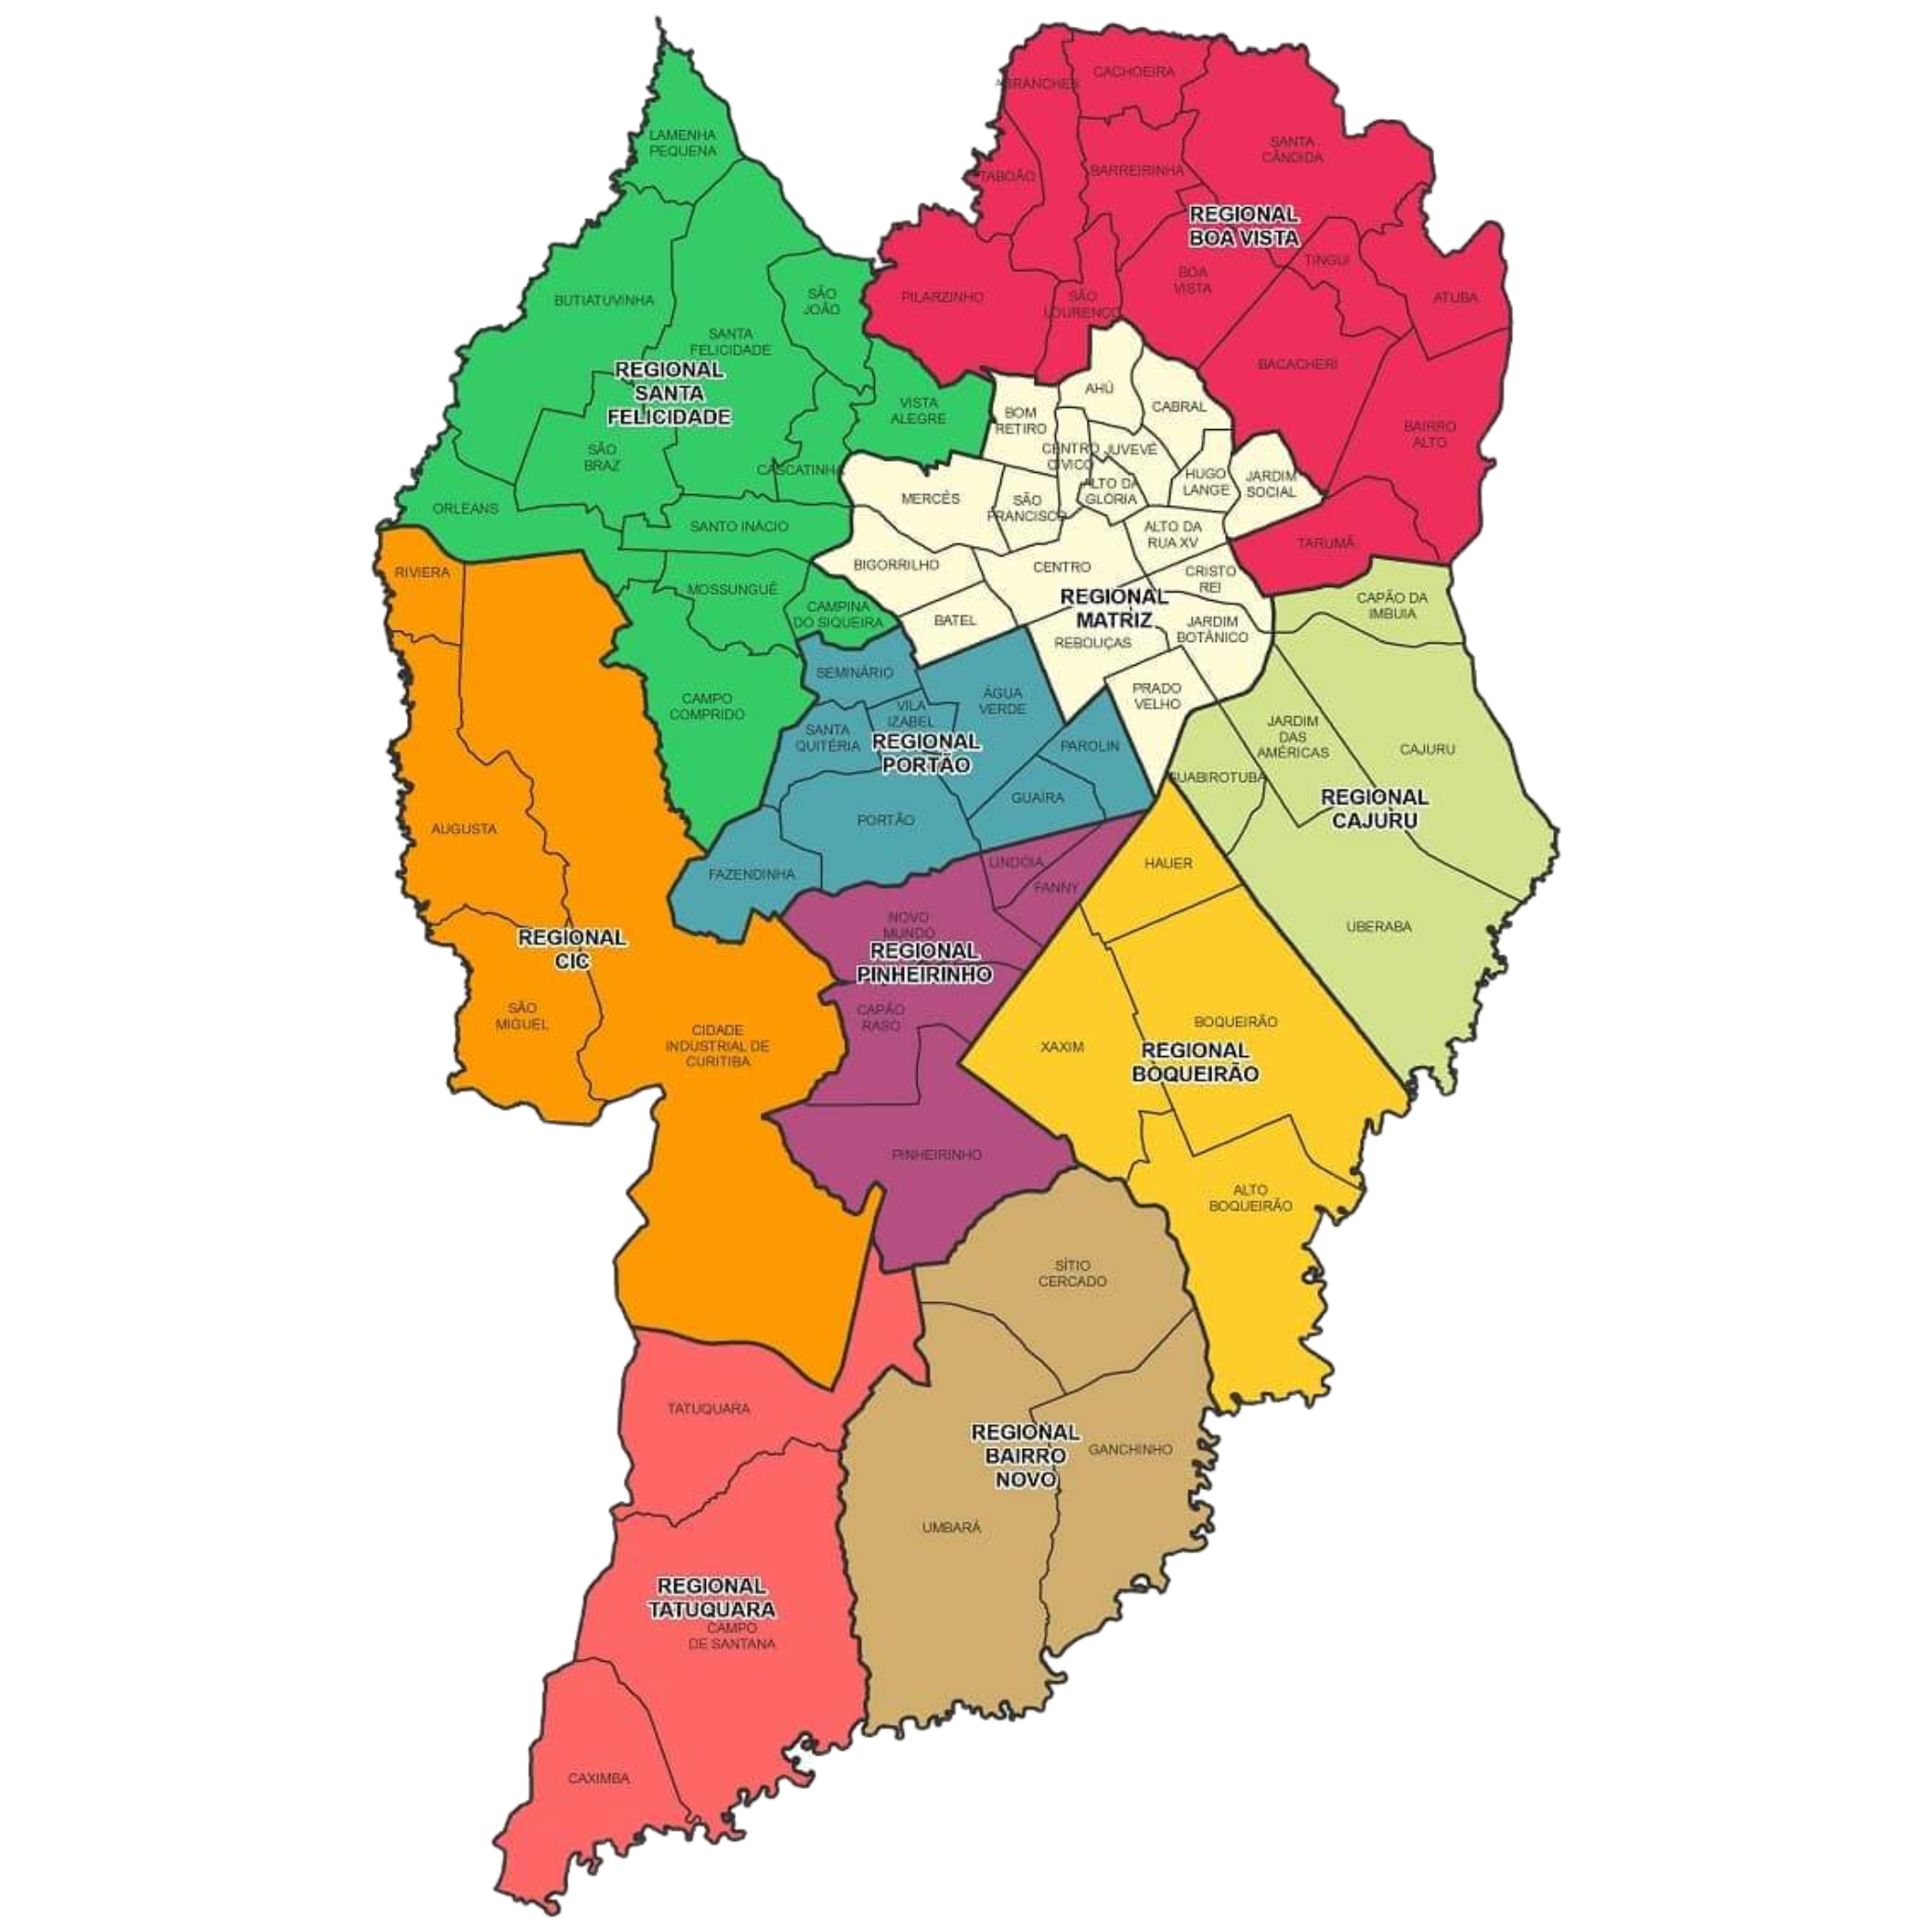 LAMENHA
PEQUENA
BUTIATUVINHA
SÃO
JOÃO
SANTA
FELICIDADE
REGIONAL
SANTA
FELICIDADE
VISTA
ALEGRE
SÃO
BRAZ
CASCATINHA
ORLEANS
SANTO INÁCIO
MOSSUNGUÊ
CAMPINA
DO SIQUEIRA
CAMPO
COMPRIDO
ABRANCHES
CACHOEIRA
SANTA
CÂNDIDA
TABOÃO
BARREIRINHA
REGIONAL
BOA VISTA
TINGUI
BOA
VISTA
PILARZINHO
SÃO
LOURENÇO
ATUBA
BACACHERI
BAIRRO
ALTO
TARUMÃ
AHÚ
CABRAL
BOM
RETIRO
CENTRO
CÍVICO
JUVEVÊ
HUGO
LANGE
JARDIM
SOCIAL
ALTO DA
GLÓRIA
MERCÊS
SÃO
FRANCISCO
ALTO DA
RUA XV
BIGORRILHO
CENTRO
CRISTO
REI
REGIONAL
MATRIZ
BATEL
REBOUÇAS
JARDIM
BOTÂNICO
PRADO
VELHO
CAPÃO DA
IMBUIA
JARDIM
DAS
AMÉRICAS
CAJURU
GUABIROTUBA
REGIONAL
CAJURU
UBERABA
SEMINÁRIO
ÁGUA
VERDE
VILA
IZABEL
SANTA
QUITÉRIA
REGIONAL
PORTÃO
PAROLIN
GUAÍRA
PORTÃO
FAZENDINHA
RIVIERA
AUGUSTA
REGIONAL
CIC
SÃO
MIGUEL
CIDADE
INDUSTRIAL DE
CURITIBA
LINDÓIA
FANNY
NOVO
MUNDO
REGIONAL
PINHEIRINHO
CAPÃO
RASO
PINHEIRINHO
HAUER
XAXIM
BOQUEIRÃO
REGIONAL
BOQUEIRÃO
ALTO
BOQUEIRÃO
SÍTIO
CERCADO
REGIONAL
BAIRRO
NOVO
GANCHINHO
UMBARÁ
TATUQUARA
REGIONAL
TATUQUARA
CAMPO
DE SANTANA
CAXIMBA